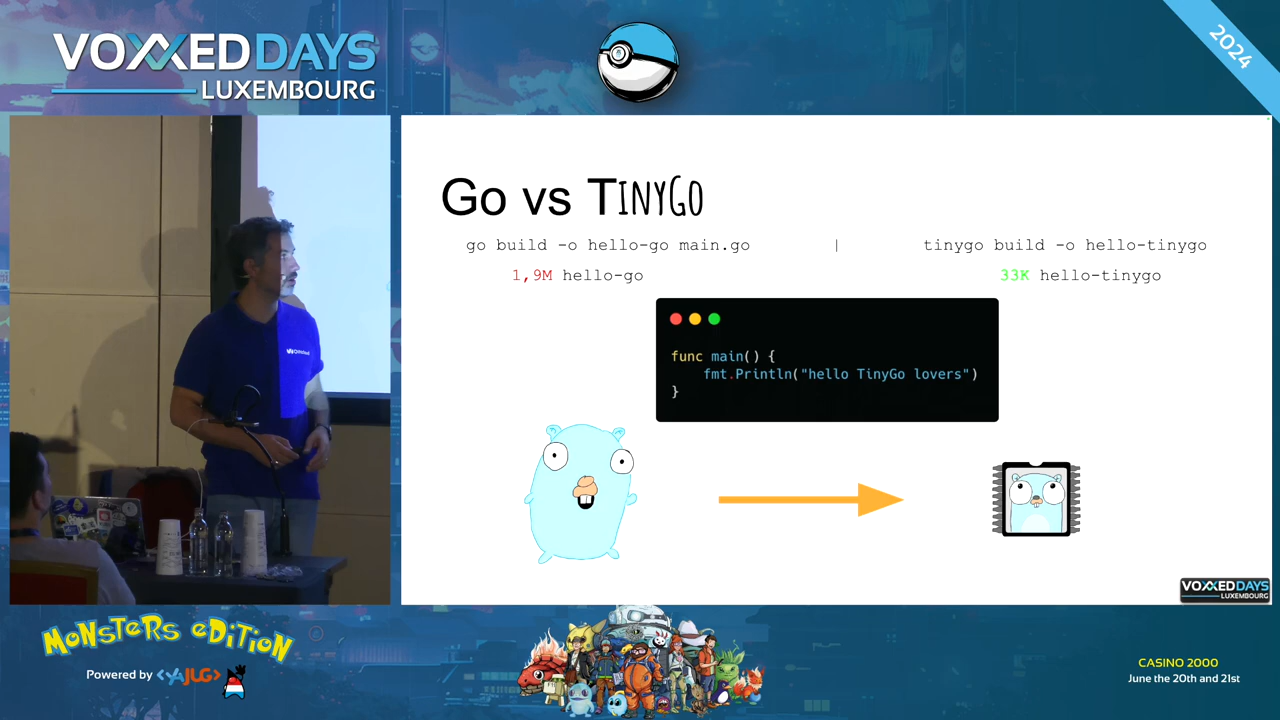 VOXXEDDAYS
LUXEMBOURG
2024
Go vs TINYGO
go build -o hello-go main.go | tinygo build -o hello-tinygo
1,9M hello-go 33K hello-tinygo
func main() {
fmt.Println("hello TinyGo lovers")
}
VOXXEDDAYS
LUXEMBOURG
MONSTERS EDITION
Powered by <YAJUG>
CASINO 2000
June the 20th and 21st